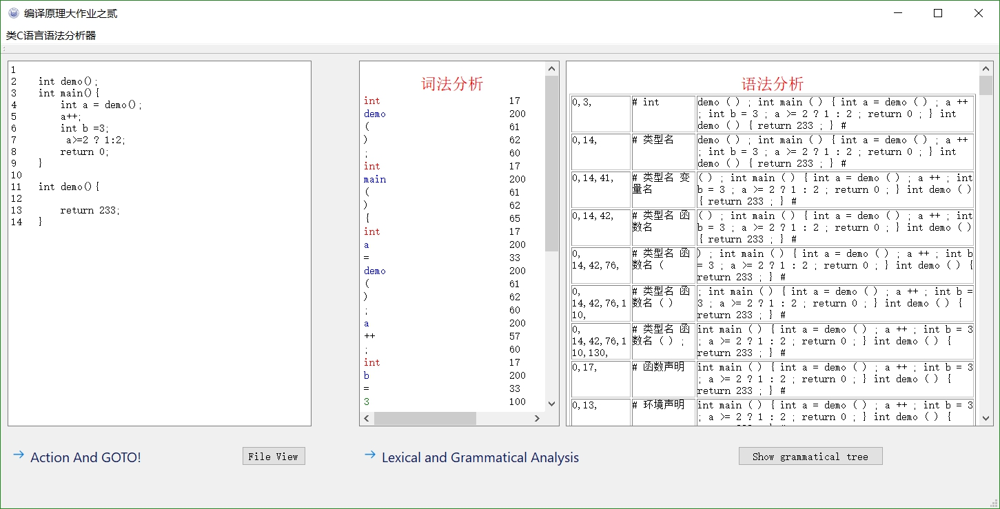 编译原理大作业之贰
类C语言语法分析器
1
2 int demo();
3 int main(){
4 int a = demo();
5 a++;
6 int b =3;
7 a>=2 ? 1:2;
8 return 0;
9 }
10
11 int demo(){
12
13 return 233;
14 }
词法分析
int 17
demo 200
( 61
) 62
; 60
int 17
main 200
( 61
) 62
{ 65
int 17
a 200
= 33
demo 200
( 61
) 62
; 60
a 200
++ 57
; 60
int 17
b 200
= 33
3 100
语法分析
0,3, # int demo ( ) ; int main ( ) { int a = demo ( ) ; a ++
; int b = 3 ; a >= 2 ? 1 : 2 ; return 0 ; } int
demo ( ) { return 233 ; } #
0,14, # 类型名 demo ( ) ; int main ( ) { int a = demo ( ) ; a ++
; int b = 3 ; a >= 2 ? 1 : 2 ; return 0 ; } int
demo ( ) { return 233 ; } #
0,14,41, # 类型名 变 ( ) ; int main ( ) { int a = demo ( ) ; a ++ ; int
量名 b = 3 ; a >= 2 ? 1 : 2 ; return 0 ; } int demo ( )
{ return 233 ; } #
0,14,42, # 类型名 函 ( ) ; int main ( ) { int a = demo ( ) ; a ++ ; int
数名 b = 3 ; a >= 2 ? 1 : 2 ; return 0 ; } int demo ( )
{ return 233 ; } #
0, # 类型名 函 ) ; int main ( ) { int a = demo ( ) ; a ++ ; int b
14,42,76, 数名 ( = 3 ; a >= 2 ? 1 : 2 ; return 0 ; } int demo ( ) {
return 233 ; } #
0, # 类型名 函 ; int main ( ) { int a = demo ( ) ; a ++ ; int b =
14,42,76,1 数名 ( ) 3 ; a >= 2 ? 1 : 2 ; return 0 ; } int demo ( ) {
10, return 233 ; } #
0, # 类型名 函 int main ( ) { int a = demo ( ) ; a ++ ; int b = 3
14,42,76,1 数名 ( ) ; ; a >= 2 ? 1 : 2 ; return 0 ; } int demo ( ) {
10,130, return 233 ; } #
0,17, # 函数声明 int main ( ) { int a = demo ( ) ; a ++ ; int b = 3
; a >= 2 ? 1 : 2 ; return 0 ; } int demo ( ) {
return 233 ; } #
0,13, # 环境声明 int main ( ) { int a = demo ( ) ; a ++ ; int b = 3
; a >= 2 ? 1 : 2 ; return 0 ; } int demo ( ) {
Action And GOTO!
File View
Lexical and Grammatical Analysis
Show grammatical tree